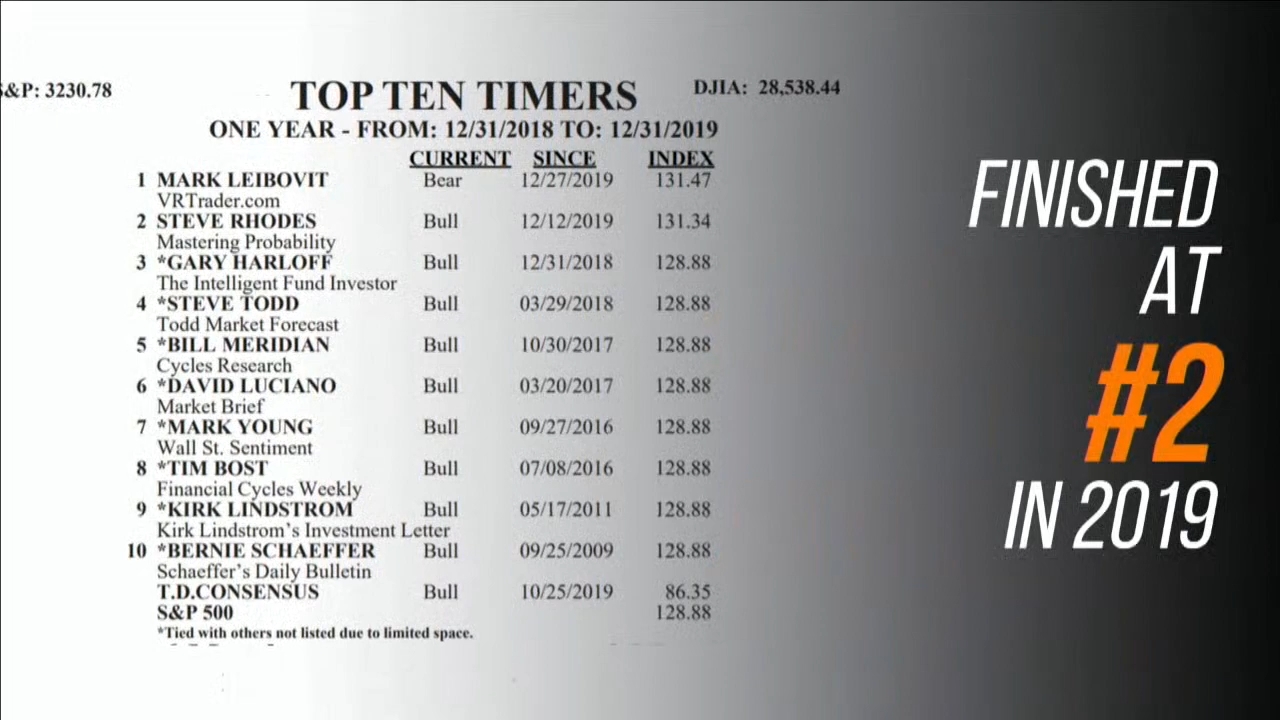 S&P: 3230.78
TOP TEN TIMERS
DJIA: 28,538.44
ONE YEAR - FROM: 12/31/2018 TO: 12/31/2019
CURRENT SINCE INDEX
1 MARK LEIBOVIT Bear 12/27/2019 131.47
VRTrader.com
2 STEVE RHODES Bull 12/12/2019 131.34
Mastering Probability
3 *GARY HARLOFF Bull 12/31/2018 128.88
The Intelligent Fund Investor
4 *STEVE TODD Bull 03/29/2018 128.88
Todd Market Forecast
5 *BILL MERIDIAN Bull 10/30/2017 128.88
Cycles Research
6 *DAVID LUCIANO Bull 03/20/2017 128.88
Market Brief
7 *MARK YOUNG Bull 09/27/2016 128.88
Wall St. Sentiment
8 *TIM BOST Bull 07/08/2016 128.88
Financial Cycles Weekly
9 *KIRK LINDSTROM Bull 05/17/2011 128.88
Kirk Lindstrom's Investment Letter
10 *BERNIE SCHAEFFER Bull 09/25/2009 128.88
Schaeffer's Daily Bulletin
T.D.CONSENSUS Bull 10/25/2019 86.35
S&P 500 128.88
*Tied with others not listed due to limited space.
FINISHED
AT
#2
IN 2019